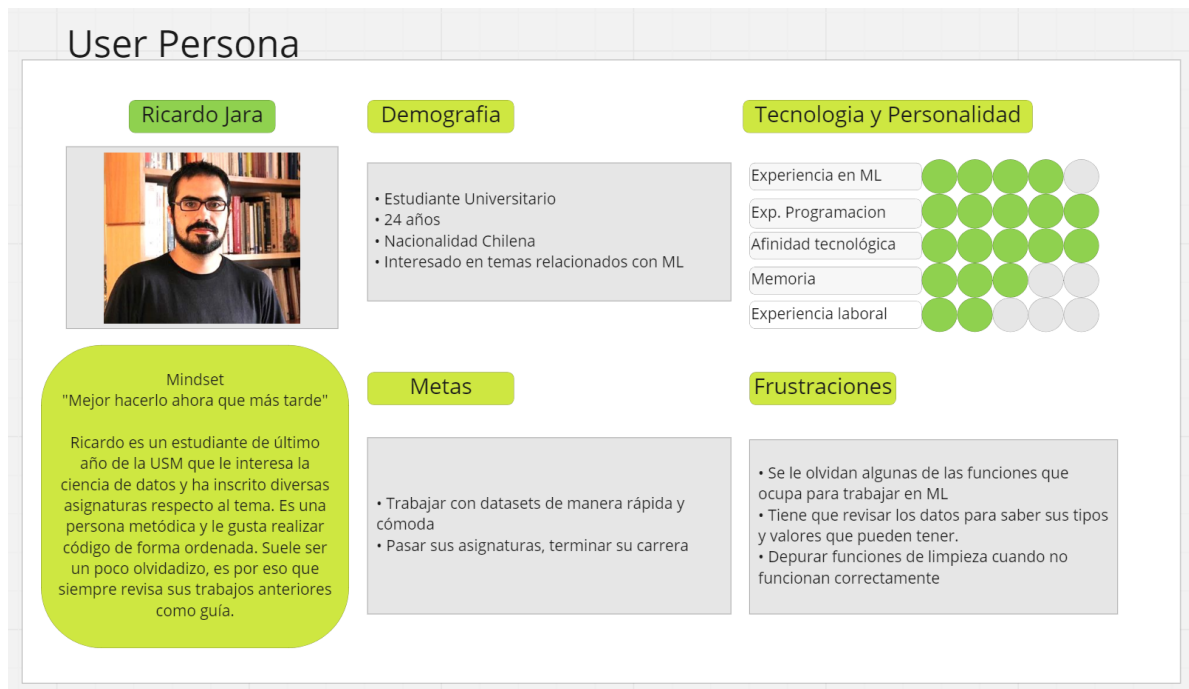 User Persona
Ricardo Jara
Demografia
• Estudiante Universitario
• 24 años
• Nacionalidad Chilena
• Interesado en temas relacionados con ML
Tecnologia y Personalidad
Experiencia en ML
Exp. Programacion
Afinidad tecnológica
Memoria
Experiencia laboral
Mindset
"Mejor hacerlo ahora que más tarde"
Ricardo es un estudiante de último
año de la USM que le interesa la
ciencia de datos y ha inscrito diversas
asignaturas respecto al tema. Es una
persona metódica y le gusta realizar
código de forma ordenada. Suele ser
un poco olvidadizo, es por eso que
siempre revisa sus trabajos anteriores
como guía.
Metas
• Trabajar con datasets de manera rápida y
cómoda
• Pasar sus asignaturas, terminar su carrera
Frustraciones
• Se le olvidan algunas de las funciones que
ocupa para trabajar en ML
• Tiene que revisar los datos para saber sus tipos
y valores que pueden tener.
• Depurar funciones de limpieza cuando no
funcionan correctamente